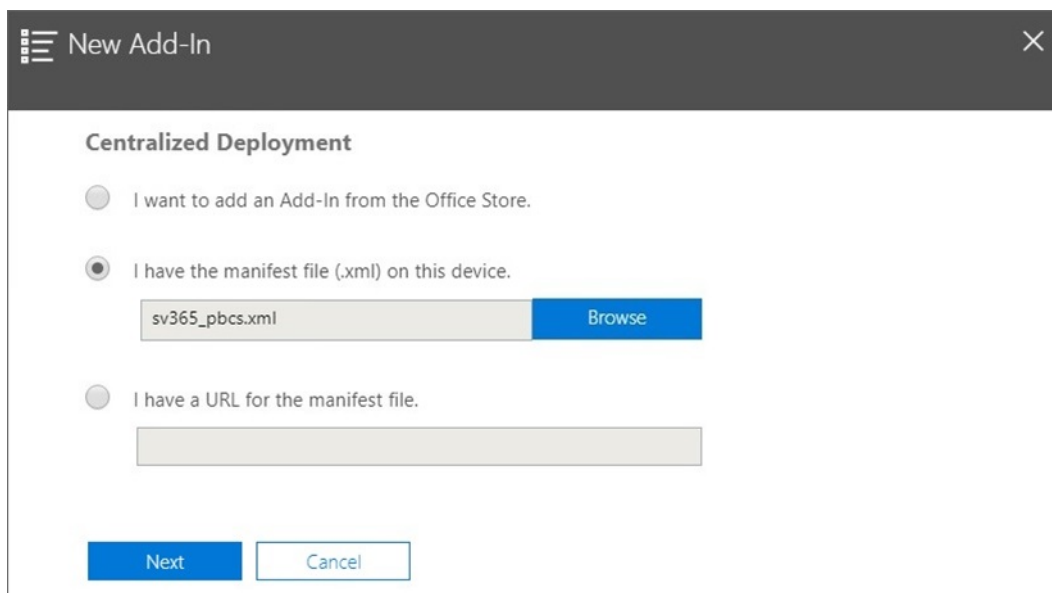 New Add-In
Centralized Deployment
I want to add an Add-In from the Office Store.
I have the manifest file (.xml) on this device.
sv365_pbcs.xml
Browse
I have a URL for the manifest file.
Next
Cancel